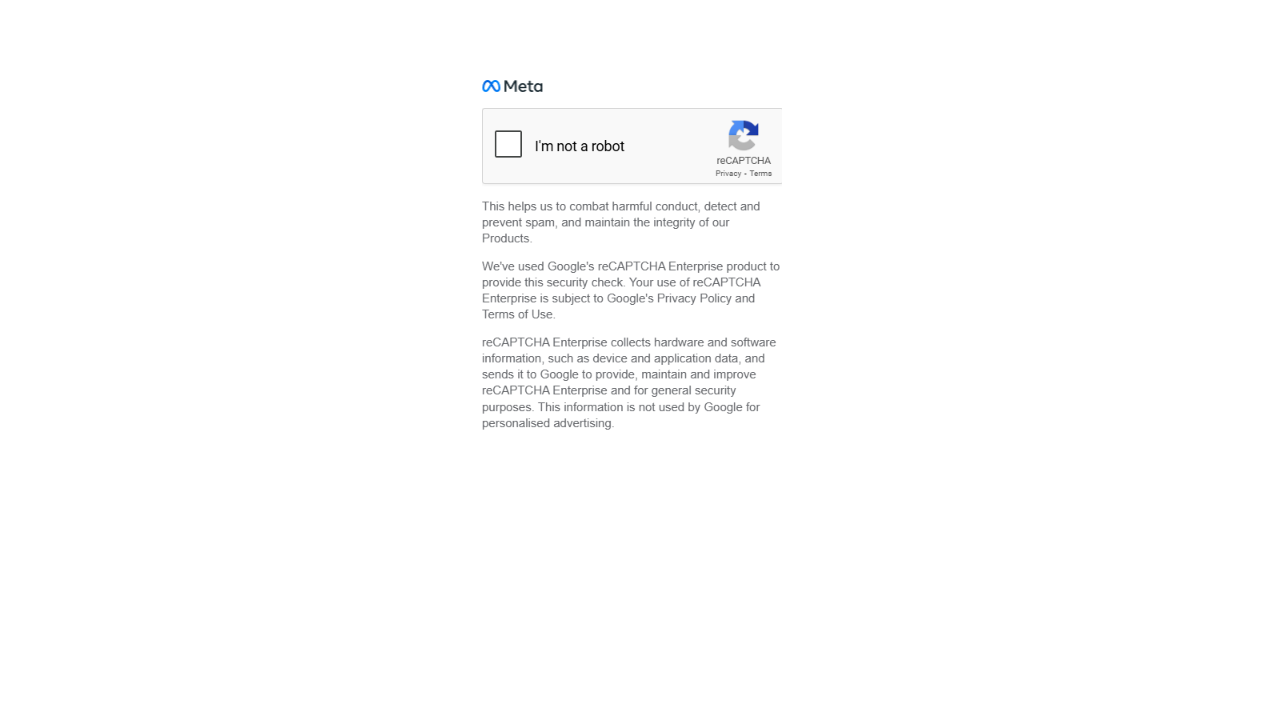 Meta
I'm not a robot
reCAPTCHA
Privacy - Terms
This helps us to combat harmful conduct, detect and
prevent spam, and maintain the integrity of our
Products.
We've used Google's reCAPTCHA Enterprise product to
provide this security check. Your use of reCAPTCHA
Enterprise is subject to Google's Privacy Policy and
Terms of Use.
reCAPTCHA Enterprise collects hardware and software
information, such as device and application data, and
sends it to Google to provide, maintain and improve
reCAPTCHA Enterprise and for general security
purposes. This information is not used by Google for
personalised advertising.